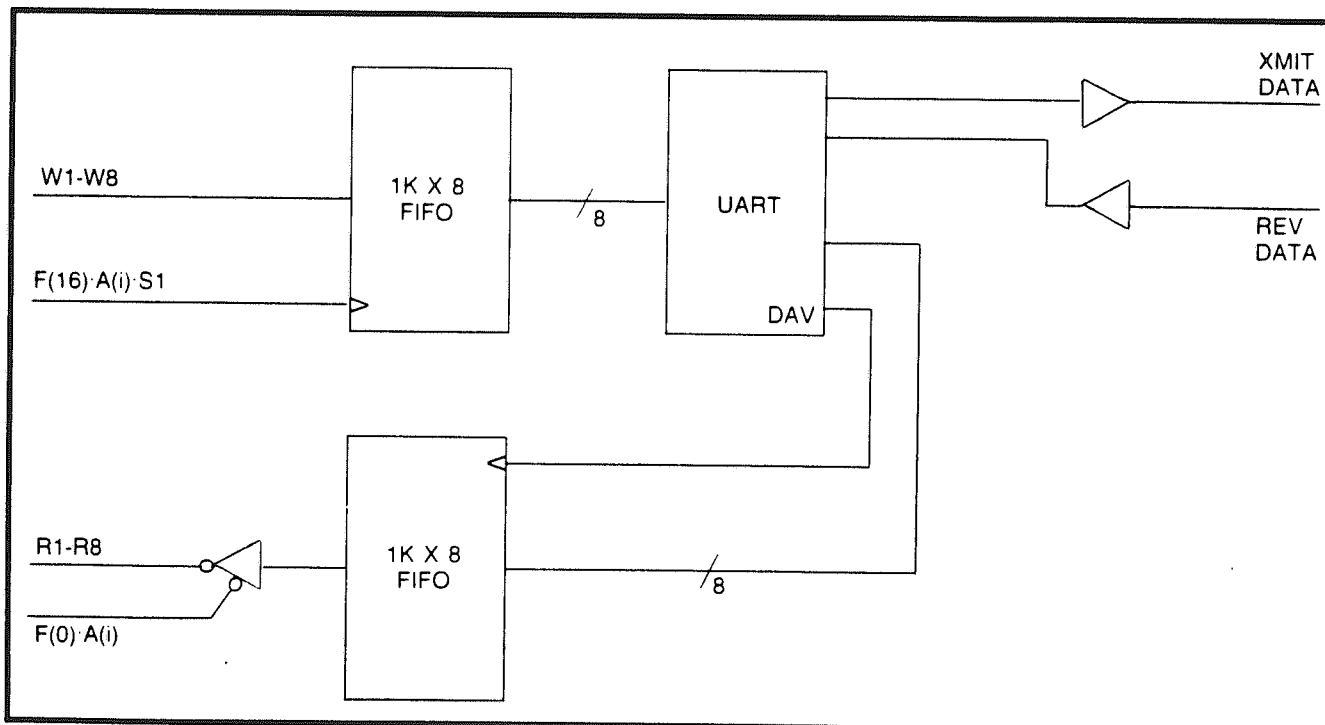 XMIT
DATA
W1-W8
1K X 8
FIFO
8
UART
REV
DATA
F(16)·A(i)·S1
DAV
R1-R8
1K X 8
FIFO
8
F(0)·A(i)